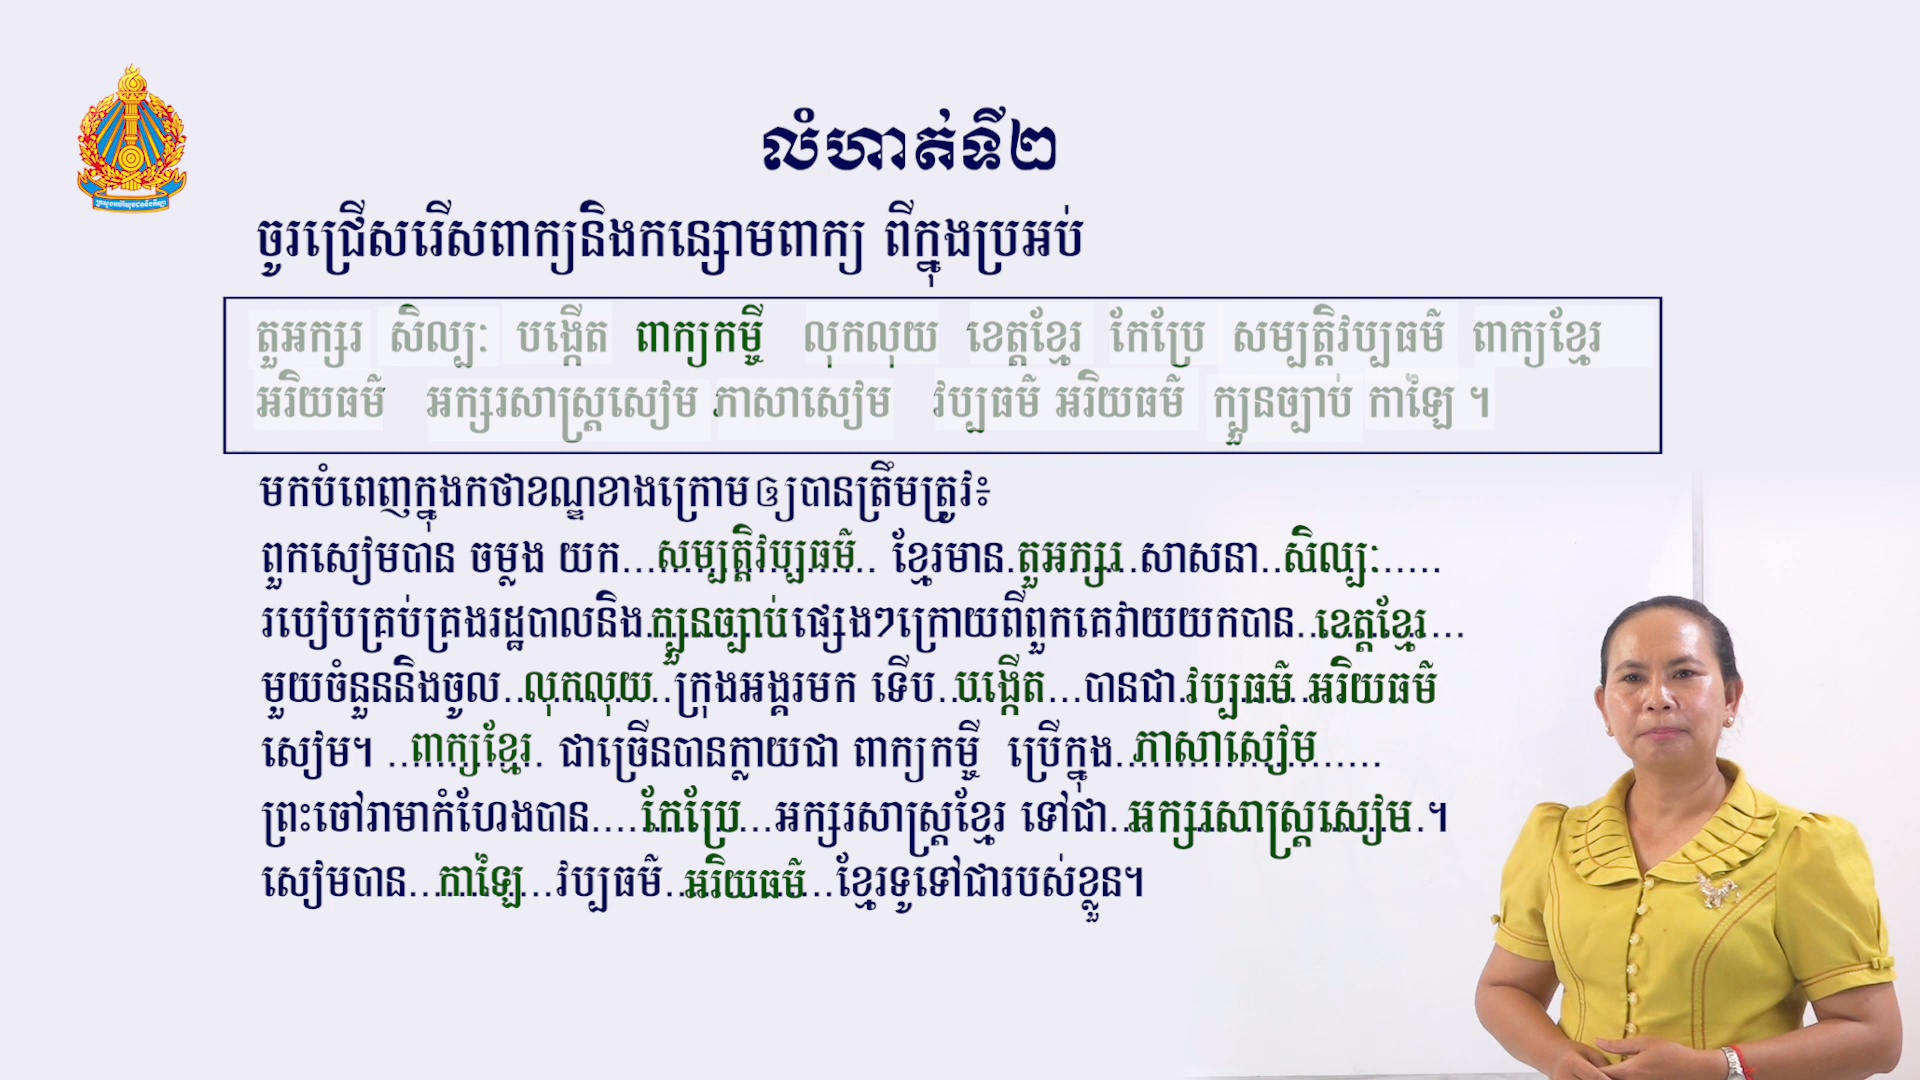 លំហាត់ទី២
ចូរជ្រើសរើសពាក្យនិងកន្សោមពាក្យ ពីក្នុងប្រអប់
តួអក្សរ សិល្បៈ បង្កើត ពាក្យកម្ចី លុកលុយ ខេត្តខ្មែរ កែប្រែ សម្បត្តិវប្បធម៌ ពាក្យខ្មែរ
អរិយធម៌ អក្សរសាស្ត្រសៀម ភាសាសៀម វប្បធម៌ អរិយធម៌ ក្បួនច្បាប់ កាឡៃ ។
មកបំពេញក្នុងកថាខណ្ឌខាងក្រោមឲ្យបានត្រឹមត្រូវ៖
ពួកសៀមបាន ចម្លង យក...សម្បត្តិវប្បធម៌.. ខ្មែរមាន.តួអក្សរ.សាសនា..សិល្បៈ......
របៀបគ្រប់គ្រងរដ្ឋបាលនិង.ក្បួនច្បាប់ផ្សេងៗក្រោយពីពួកគេវាយយកបាន..ខេត្តខ្មែរ...
មួយចំនួននិងចូល..លុកលុយ..ក្រុងអង្គរមក ទើប..បង្កើត...បានជា.វប្បធម៌.អរិយធម៌
សៀម។ ..ពាក្យខ្មែរ. ជាច្រើនបានក្លាយជា ពាក្យកម្ចី ប្រើក្នុង..ភាសាសៀម......
ព្រះចៅរាមាកំហែងបាន....កែប្រែ...អក្សរសាស្ត្រខ្មែរ ទៅជា..អក្សរសាស្ត្រសៀម.។
សៀមបាន...កាឡៃ...វប្បធម៌..អរិយធម៌...ខ្មែរទូទៅជារបស់ខ្លួន។